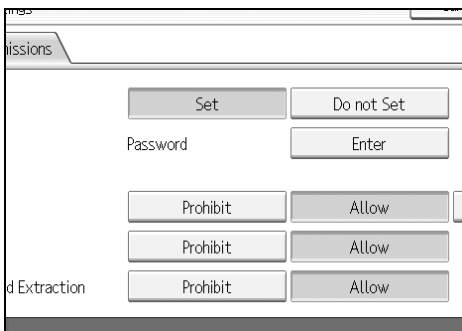 issions
Set Do not Set
Password Enter
Prohibit Allow
Prohibit Allow
d Extraction Prohibit Allow